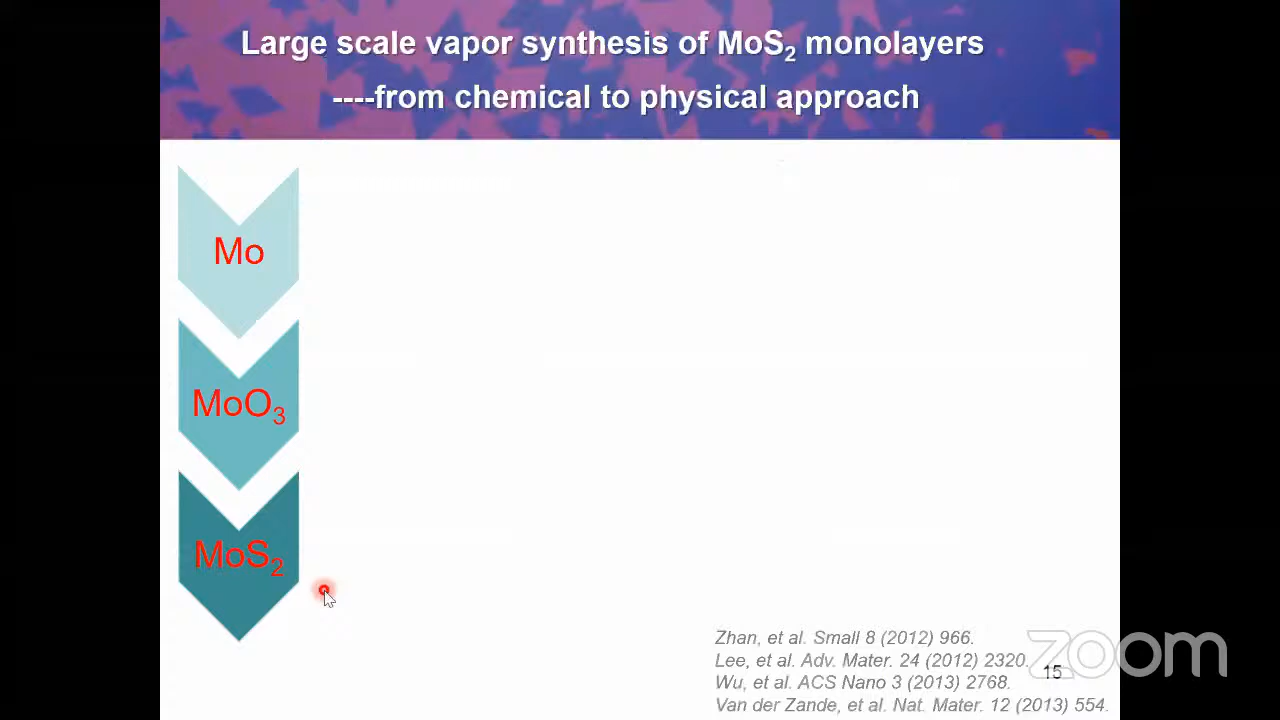 Large scale vapor synthesis of MoS₂ monolayers
----from chemical to physical approach
Mo
MoO₃
MoS₂
Zhan, et al. Small 8 (2012) 966.
Lee, et al. Adv. Mater. 24 (2012) 2320.
Wu, et al. ACS Nano 3 (2013) 2768.
Van der Zande, et al. Nat. Mater. 12 (2013) 554.
15
zoom